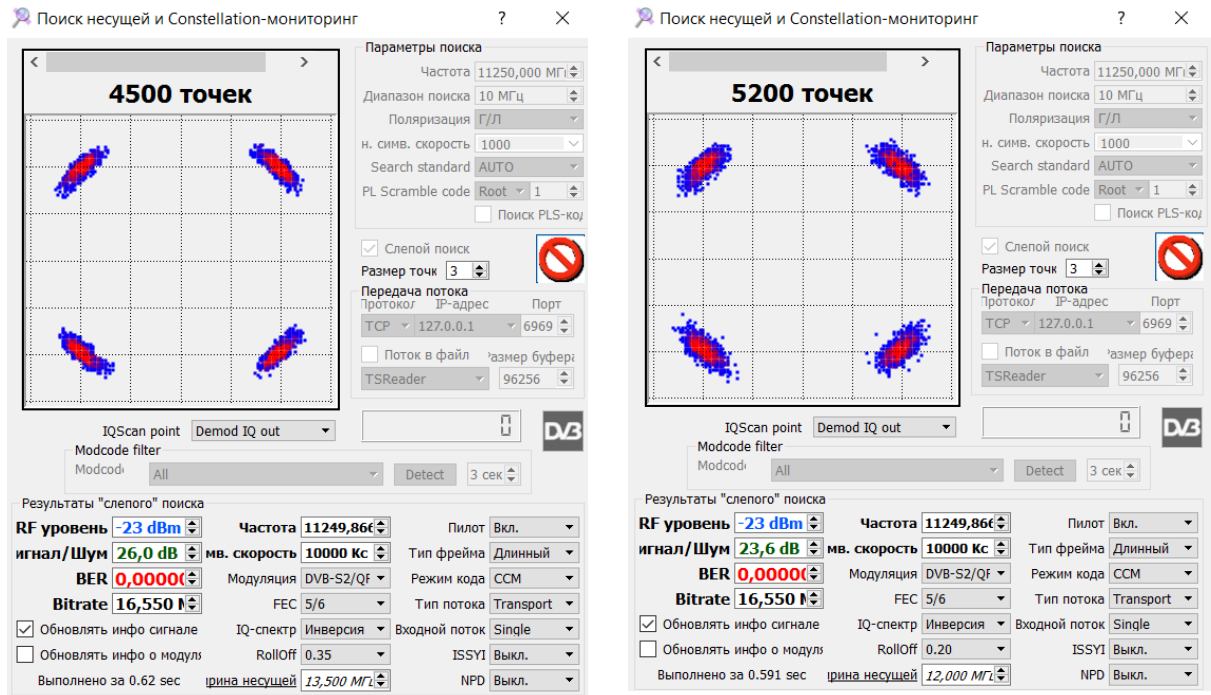 Поиск несущей и Constellation-мониторинг ? ×
4500 точек
Параметры поиска
Частота 11250,000 МГц
Диапазон поиска 10 МГц
Поляризация Г/Л
н. симв. скорость 1000
Search standard AUTO
PL Scramble code Root 1
Поиск PLS-код
Слепой поиск
Размер точк 3
Передача потока
Протокол IP-адрес Порт
TCP 127.0.0.1 6969
Поток в файл Размер буфера
TSReader 96256
IQScan point Demod IQ out
0 DVB
Modcode filter
Modcode All Detect 3 сек
Результаты "слепого" поиска
RF уровень -23 dBm Частота 11249,866 Пилот Вкл.
игнал/Шум 26,0 dB мв. скорость 10000 Кс Тип фрейма Длинный
BER 0,00000 Модуляция DVB-S2/QF Режим кода CCM
Bitrate 16,550 М FEC 5/6 Тип потока Transport
Обновлять инфо сигнале IQ-спектр Инверсия Входной поток Single
Обновлять инфо о модуля RollOff 0.35 ISSYI Выкл.
Выполнено за 0.62 sec ирина несущей 13,500 МГц NPD Выкл.
Поиск несущей и Constellation-мониторинг ? ×
5200 точек
Параметры поиска
Частота 11250,000 МГц
Диапазон поиска 10 МГц
Поляризация Г/Л
н. симв. скорость 1000
Search standard AUTO
PL Scramble code Root 1
Поиск PLS-код
Слепой поиск
Размер точк 3
Передача потока
Протокол IP-адрес Порт
TCP 127.0.0.1 6969
Поток в файл Размер буфера
TSReader 96256
IQScan point Demod IQ out
0 DVB
Modcode filter
Modcode All Detect 3 сек
Результаты "слепого" поиска
RF уровень -23 dBm Частота 11249,866 Пилот Вкл.
игнал/Шум 23,6 dB мв. скорость 10000 Кс Тип фрейма Длинный
BER 0,00000 Модуляция DVB-S2/QF Режим кода CCM
Bitrate 16,550 М FEC 5/6 Тип потока Transport
Обновлять инфо сигнале IQ-спектр Инверсия Входной поток Single
Обновлять инфо о модуля RollOff 0.20 ISSYI Выкл.
Выполнено за 0.591 sec ирина несущей 12,000 МГц NPD Выкл.